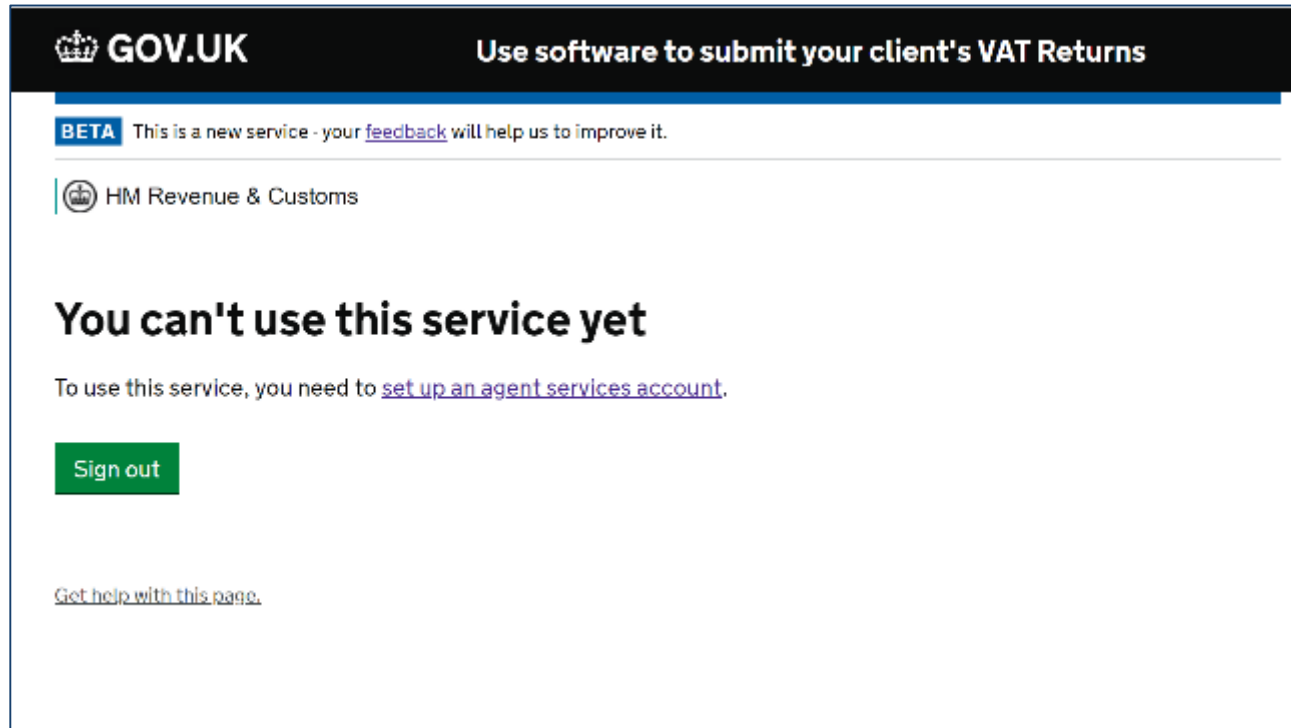 GOV.UK
Use software to submit your client's VAT Returns
BETA This is a new service - your feedback will help us to improve it.
HM Revenue & Customs
You can't use this service yet
To use this service, you need to set up an agent services account.
Sign out
Get help with this page.